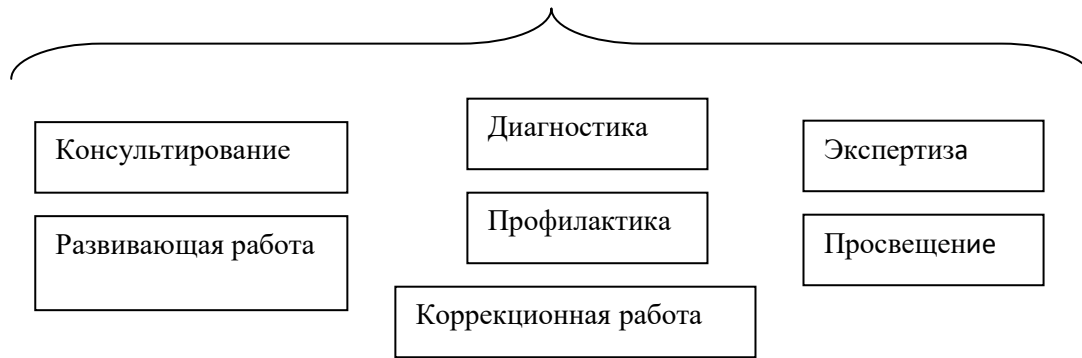 Консультирование
Развивающая работа
Диагностика
Профилактика
Коррекционная работа
Экспертиза
Просвещение